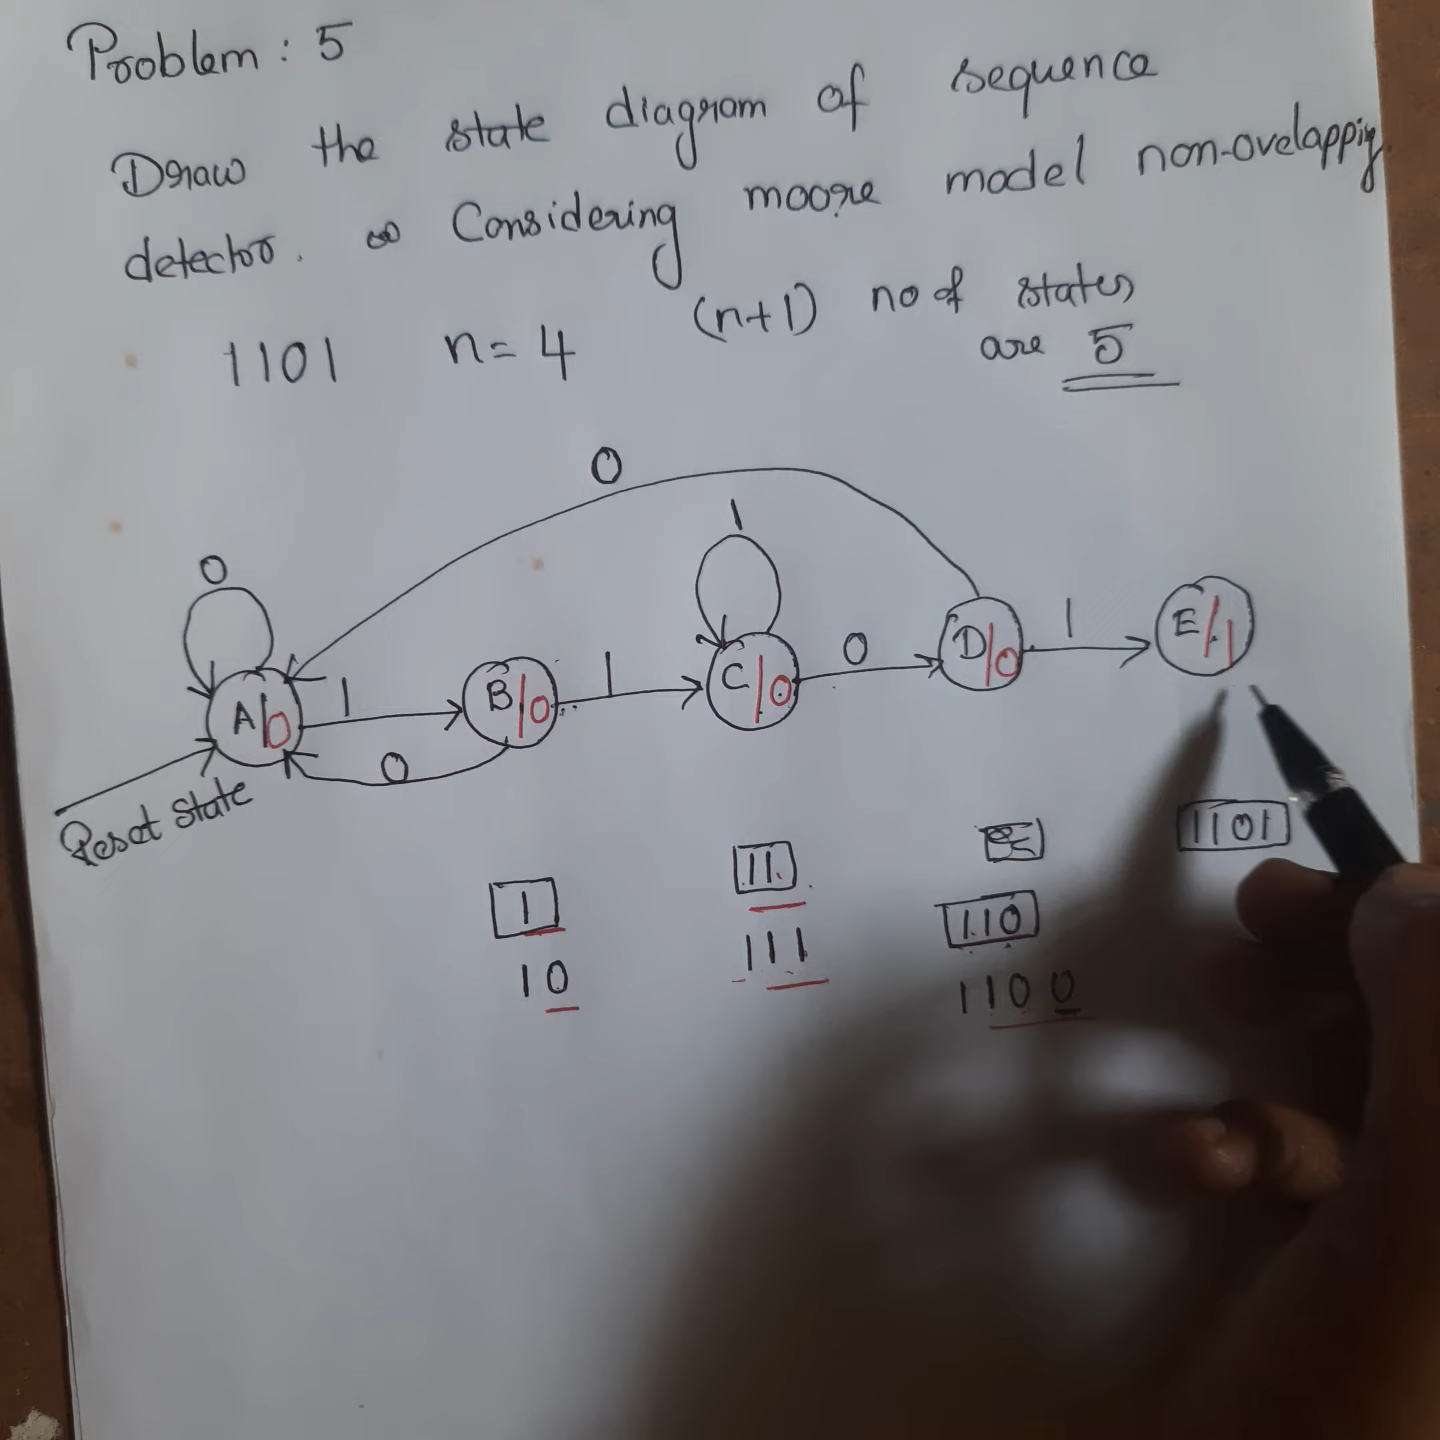 Problem : 5
Draw the state diagram of sequence
detector. Considering moore model non-ovelapping.
1101 n= 4 (n+1) no of states
are 5
0
1
0
A/0 1 B/0 1 C/0 0 D/0 1 E/1
0
Reset state
1 11 110 1101
10 111 1100